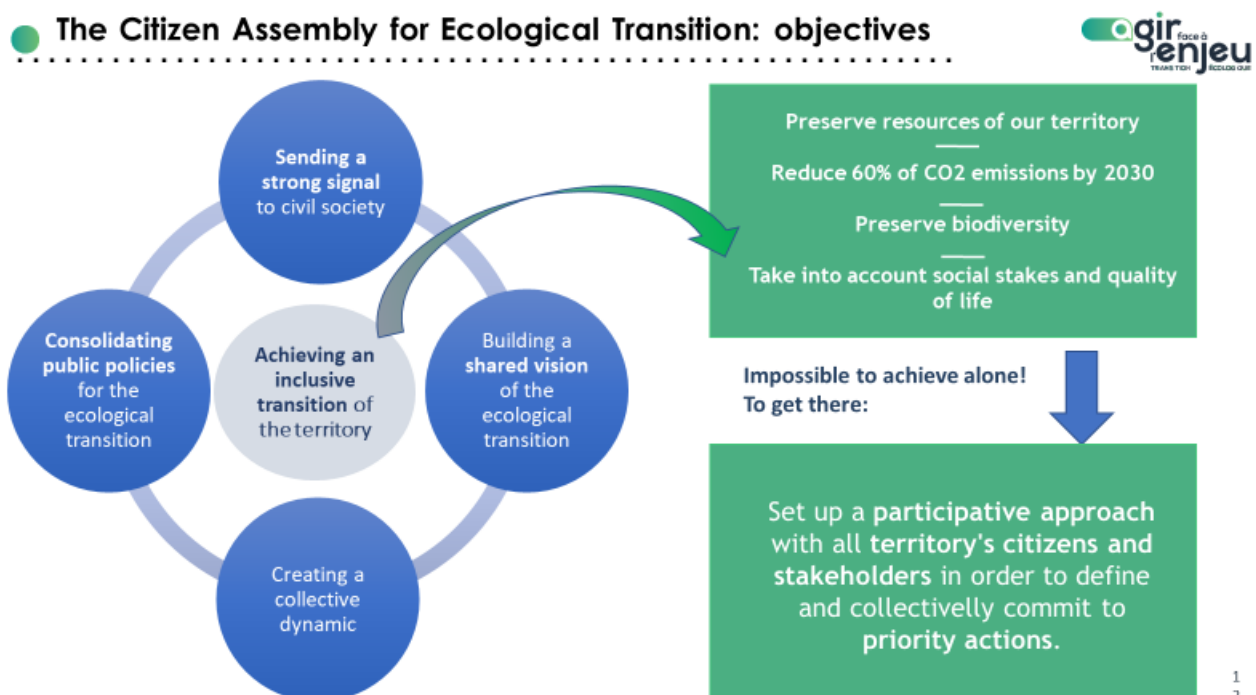 The Citizen Assembly for Ecological Transition: objectives
agir
face à
l'enjeu
TRANSITION ÉCOLOGIQUE
Sending a
strong signal
to civil society
Consolidating
public policies
for the
ecological
transition
Achieving an
inclusive
transition of
the territory
Building a
shared vision
of the
ecological
transition
Creating a
collective
dynamic
Preserve resources of our territory
Reduce 60% of CO2 emissions by 2030
Preserve biodiversity
Take into account social stakes and quality
of life
Impossible to achieve alone!
To get there:
Set up a participative approach
with all territory's citizens and
stakeholders in order to define
and collectivelly commit to
priority actions.
1